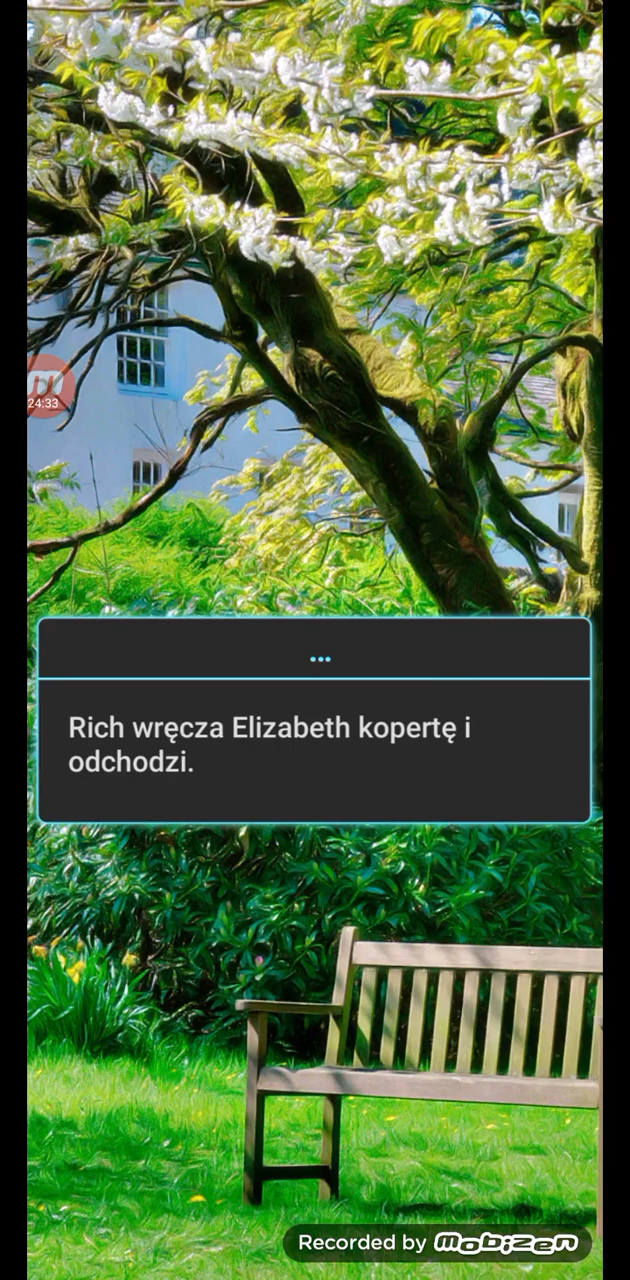 24:33
...
Rich wręcza Elizabeth kopertę i
odchodzi.
Recorded by Mobizen